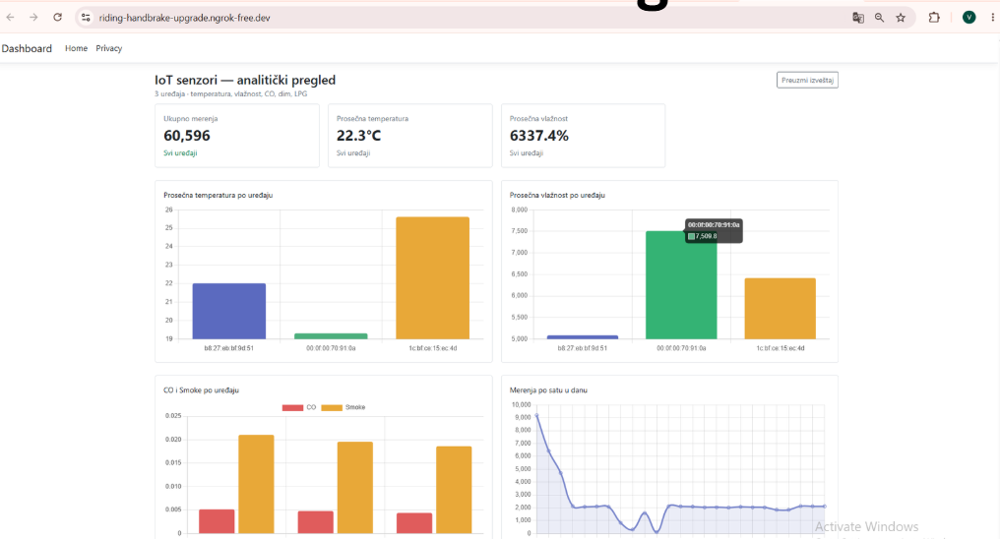 riding-handbrake-upgrade.ngrok-free.dev
V
Dashboard Home Privacy
IoT senzori — analitički pregled
Preuzmi izveštaj
3 uređaja · temperatura, vlažnost, CO, dim, LPG
Ukupno merenja
60,596
Svi uređaji
Prosečna temperatura
22.3°C
Svi uređaji
Prosečna vlažnost
6337.4%
Svi uređaji
Prosečna temperatura po uređaju
26
25
24
23
22
21
20
19
b8:27:eb:bf:9d:51 00:0f:00:70:91:0a 1c:bf:ce:15:ec:4d
Prosečna vlažnost po uređaju
8,000
7,500
7,000
6,500
6,000
5,500
5,000
00:0f:00:70:91:0a
7,509.8
b8:27:eb:bf:9d:51 00:0f:00:70:91:0a 1c:bf:ce:15:ec:4d
CO i Smoke po uređaju
CO Smoke
0.025
0.020
0.015
0.010
0.005
0
Merenja po satu u danu
10,000
9,000
8,000
7,000
6,000
5,000
4,000
3,000
2,000
1,000
0
Activate Windows